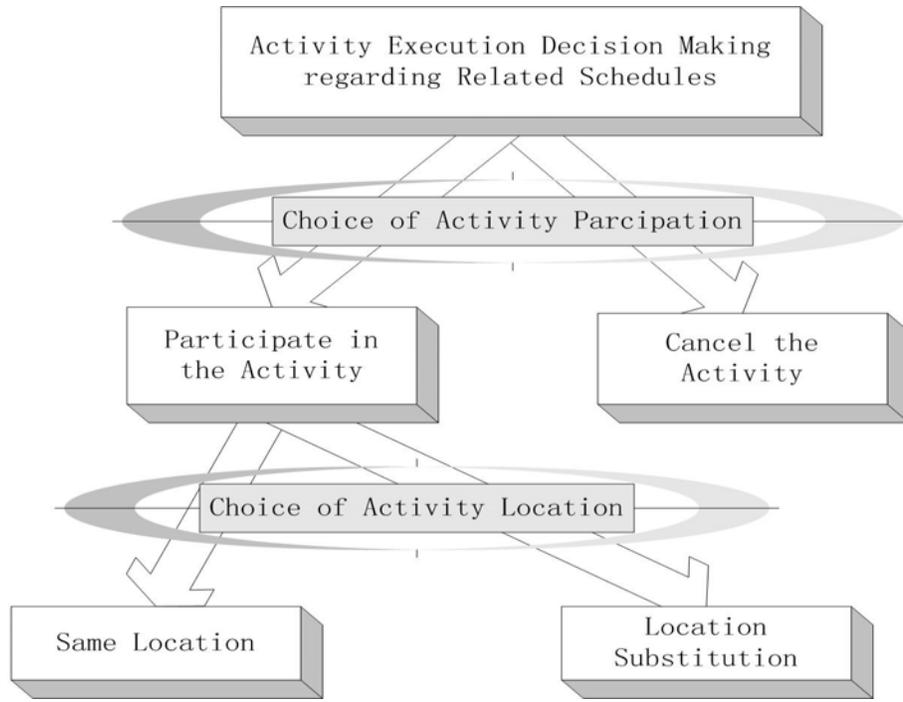 Activity Execution Decision Making
regarding Related Schedules
Choice of Activity Parcipation
Participate in
the Activity
Cancel the
Activity
Choice of Activity Location
Same Location
Location
Substitution